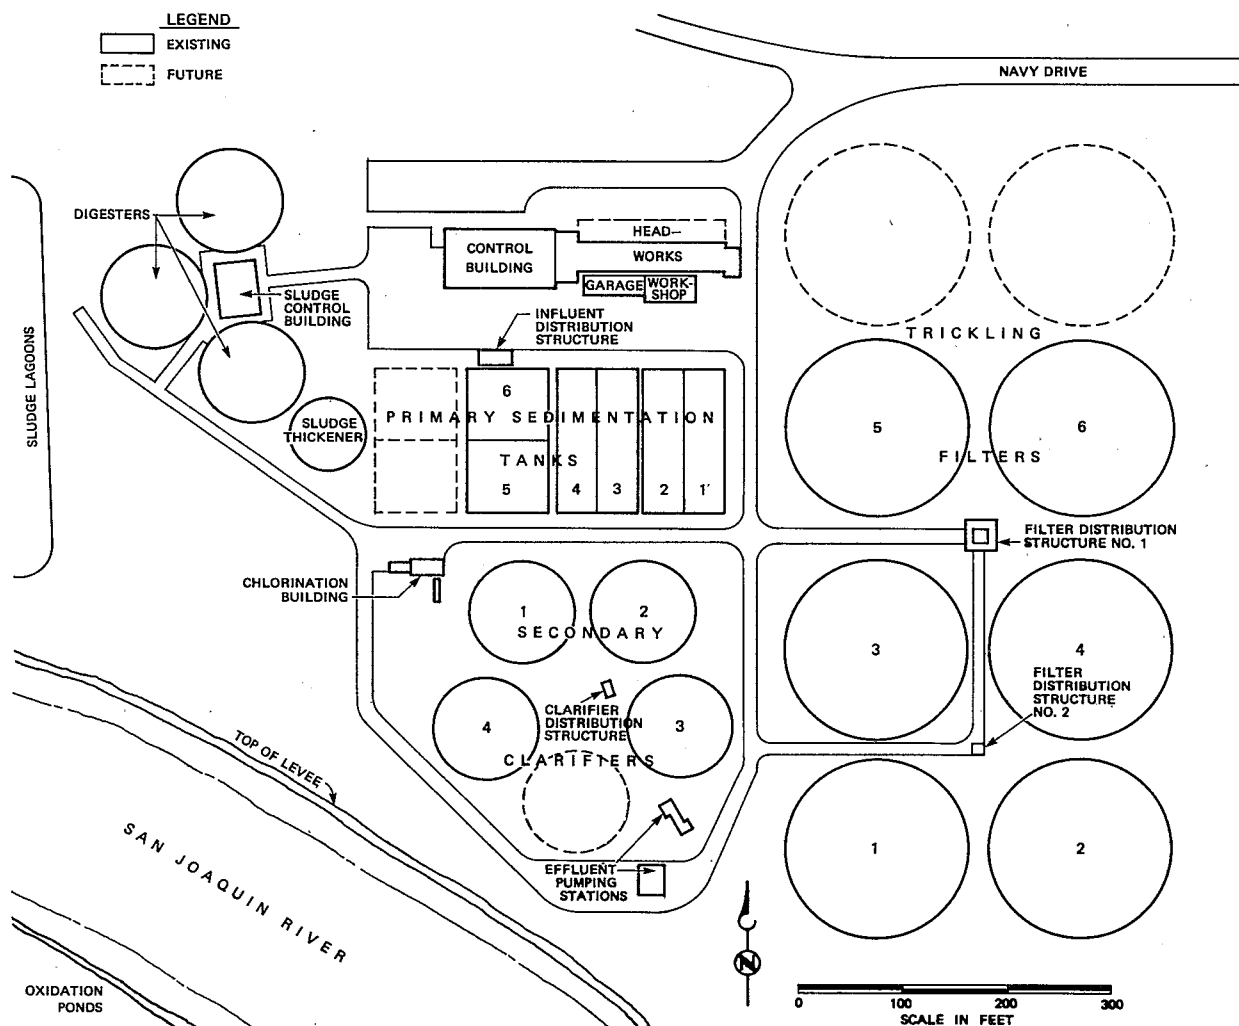 LEGEND
EXISTING
FUTURE
NAVY DRIVE
DIGESTERS
SLUDGE
CONTROL
BUILDING
SLUDGE LAGOONS
CONTROL
BUILDING
HEAD–
WORKS
GARAGE
WORK-
SHOP
INFLUENT
DISTRIBUTION
STRUCTURE
SLUDGE
THICKENER
6
PRIMARY SEDIMENTATION
TANKS
5
4
3
2
1
TRICKLING
5
6
FILTERS
FILTER DISTRIBUTION
STRUCTURE NO. 1
CHLORINATION
BUILDING
1
2
SECONDARY
3
4
FILTER
DISTRIBUTION
STRUCTURE
NO. 2
CLARIFIER
DISTRIBUTION
STRUCTURE
4
3
CLARIFIERS
TOP OF LEVEE
SAN JOAQUIN RIVER
EFFLUENT
PUMPING
STATIONS
1
2
N
OXIDATION
PONDS
0
100
200
300
SCALE IN FEET